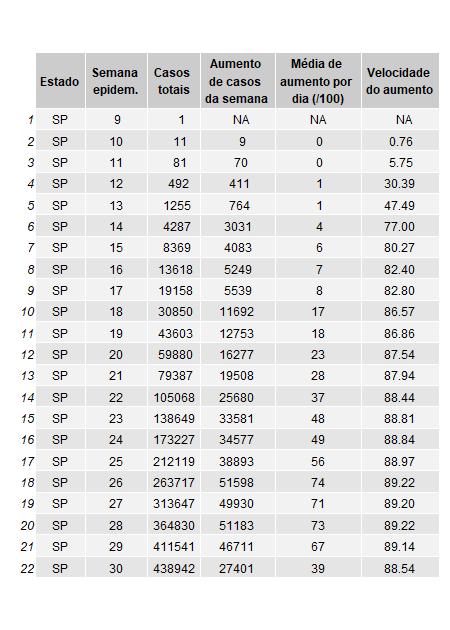 Estado Semana epidem. Casos totais Aumento de casos da semana Média de aumento por dia (/100) Velocidade do aumento
1 SP 9 1 NA NA NA
2 SP 10 11 9 0 0.76
3 SP 11 81 70 0 5.75
4 SP 12 492 411 1 30.39
5 SP 13 1255 764 1 47.49
6 SP 14 4287 3031 4 77.00
7 SP 15 8369 4083 6 80.27
8 SP 16 13618 5249 7 82.40
9 SP 17 19158 5539 8 82.80
10 SP 18 30850 11692 17 86.57
11 SP 19 43603 12753 18 86.86
12 SP 20 59880 16277 23 87.54
13 SP 21 79387 19508 28 87.94
14 SP 22 105068 25680 37 88.44
15 SP 23 138649 33581 48 88.81
16 SP 24 173227 34577 49 88.84
17 SP 25 212119 38893 56 88.97
18 SP 26 263717 51598 74 89.22
19 SP 27 313647 49930 71 89.20
20 SP 28 364830 51183 73 89.22
21 SP 29 411541 46711 67 89.14
22 SP 30 438942 27401 39 88.54